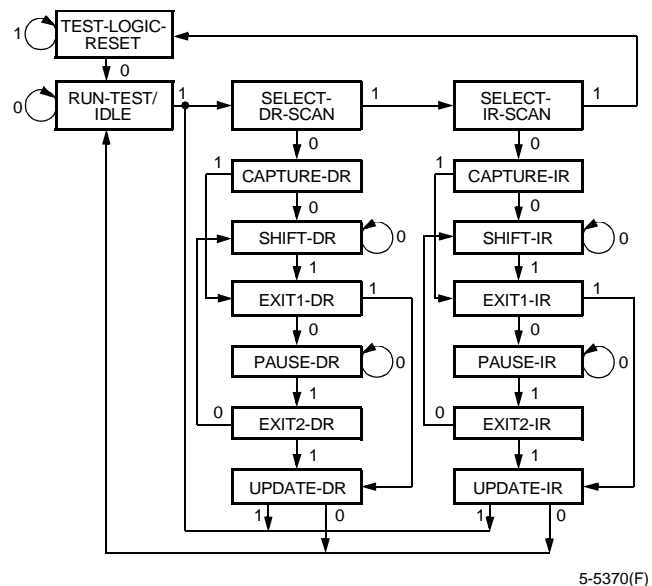 TEST-LOGIC-
RESET
1
0
RUN-TEST/
IDLE
0
1
SELECT-
DR-SCAN
1
SELECT-
IR-SCAN
1
0
0
1
CAPTURE-DR
1
CAPTURE-IR
0
0
SHIFT-DR
0
SHIFT-IR
0
1
1
EXIT1-DR
1
EXIT1-IR
1
0
0
PAUSE-DR
0
PAUSE-IR
0
1
1
0
EXIT2-DR
0
EXIT2-IR
1
1
UPDATE-DR
UPDATE-IR
1
0
1
0
5-5370(F)